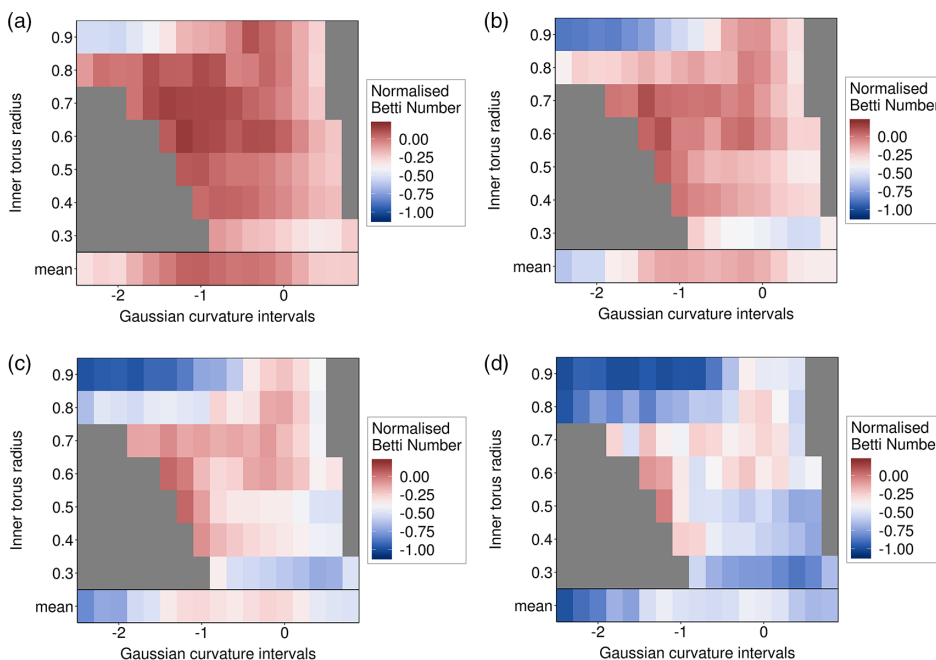 (a)
Inner torus radius
0.9
0.8
0.7
0.6
0.5
0.4
0.3
mean
-2
-1
0
Gaussian curvature intervals
Normalised
Betti Number
0.00
-0.25
-0.50
-0.75
-1.00
(b)
Inner torus radius
0.9
0.8
0.7
0.6
0.5
0.4
0.3
mean
-2
-1
0
Gaussian curvature intervals
Normalised
Betti Number
0.00
-0.25
-0.50
-0.75
-1.00
(c)
Inner torus radius
0.9
0.8
0.7
0.6
0.5
0.4
0.3
mean
-2
-1
0
Gaussian curvature intervals
Normalised
Betti Number
0.00
-0.25
-0.50
-0.75
-1.00
(d)
Inner torus radius
0.9
0.8
0.7
0.6
0.5
0.4
0.3
mean
-2
-1
0
Gaussian curvature intervals
Normalised
Betti Number
0.00
-0.25
-0.50
-0.75
-1.00